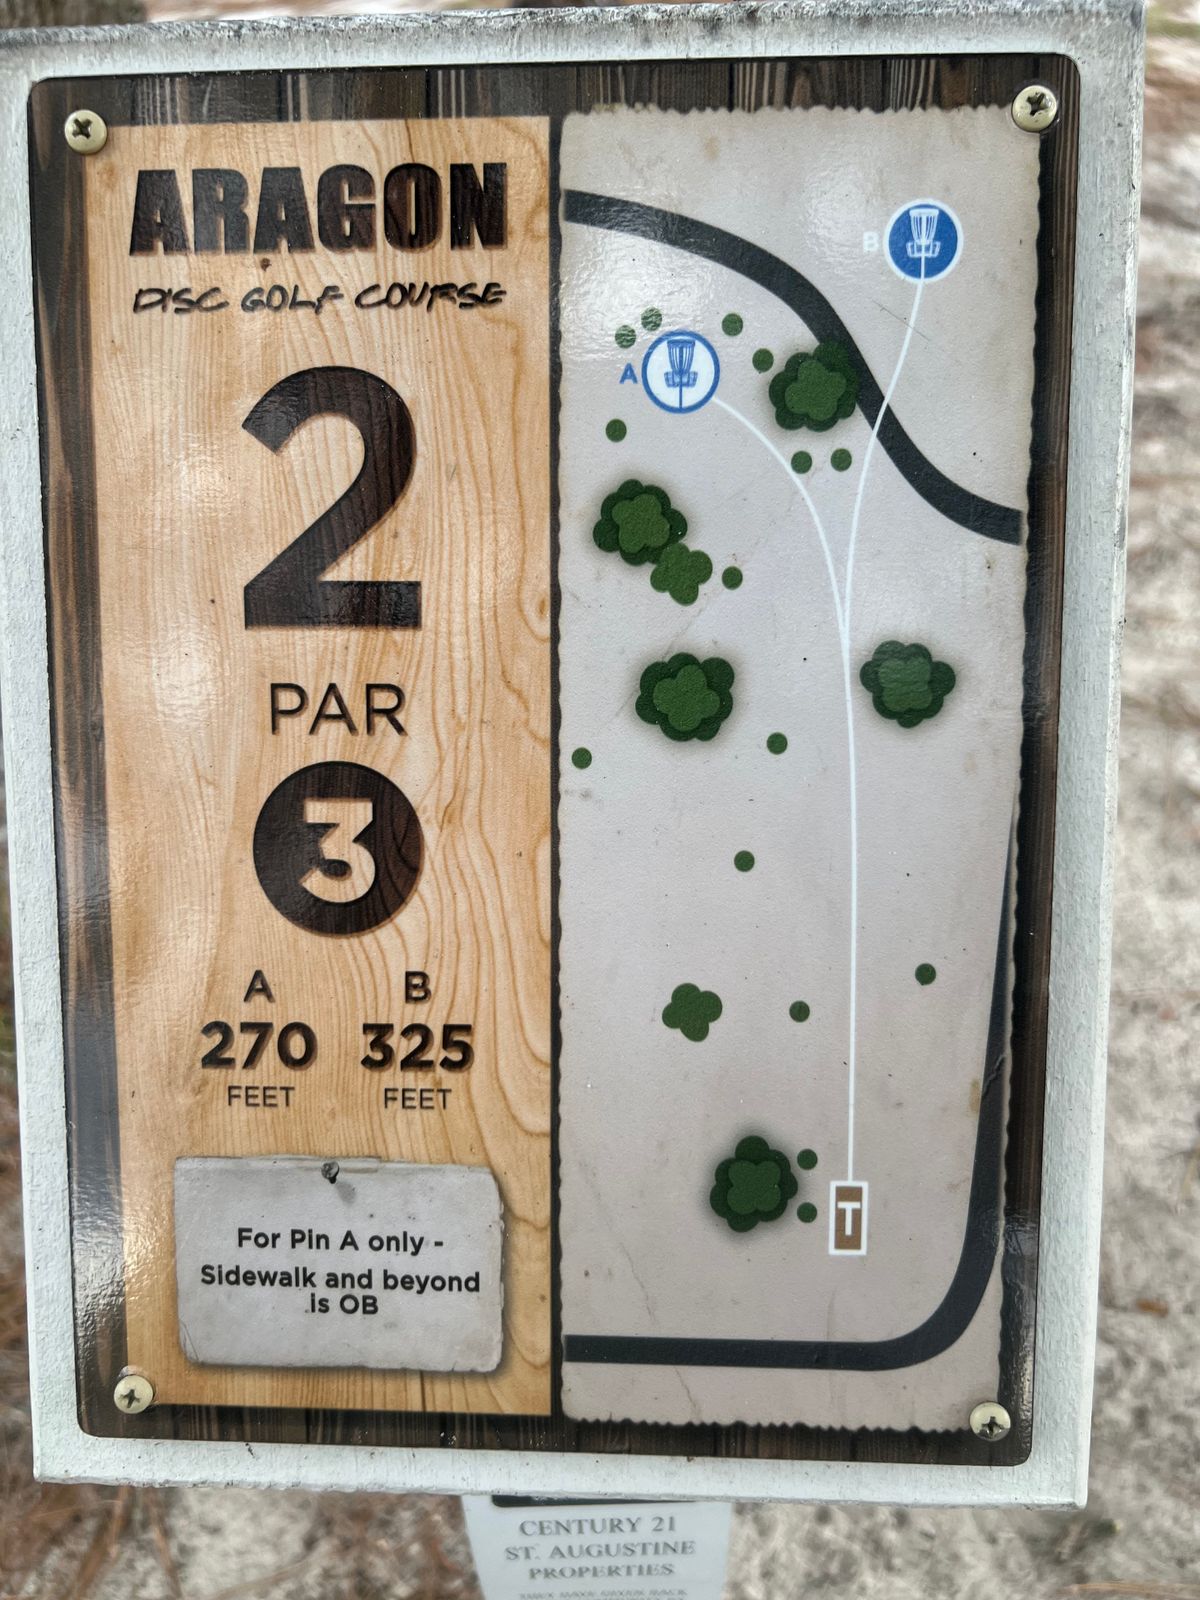 ARAGON
DISC GOLF COURSE
2
PAR
3
A B
270 325
FEET FEET
For Pin A only -
Sidewalk and beyond
is OB
B
A
T
CENTURY 21
ST. AUGUSTINE
PROPERTIES